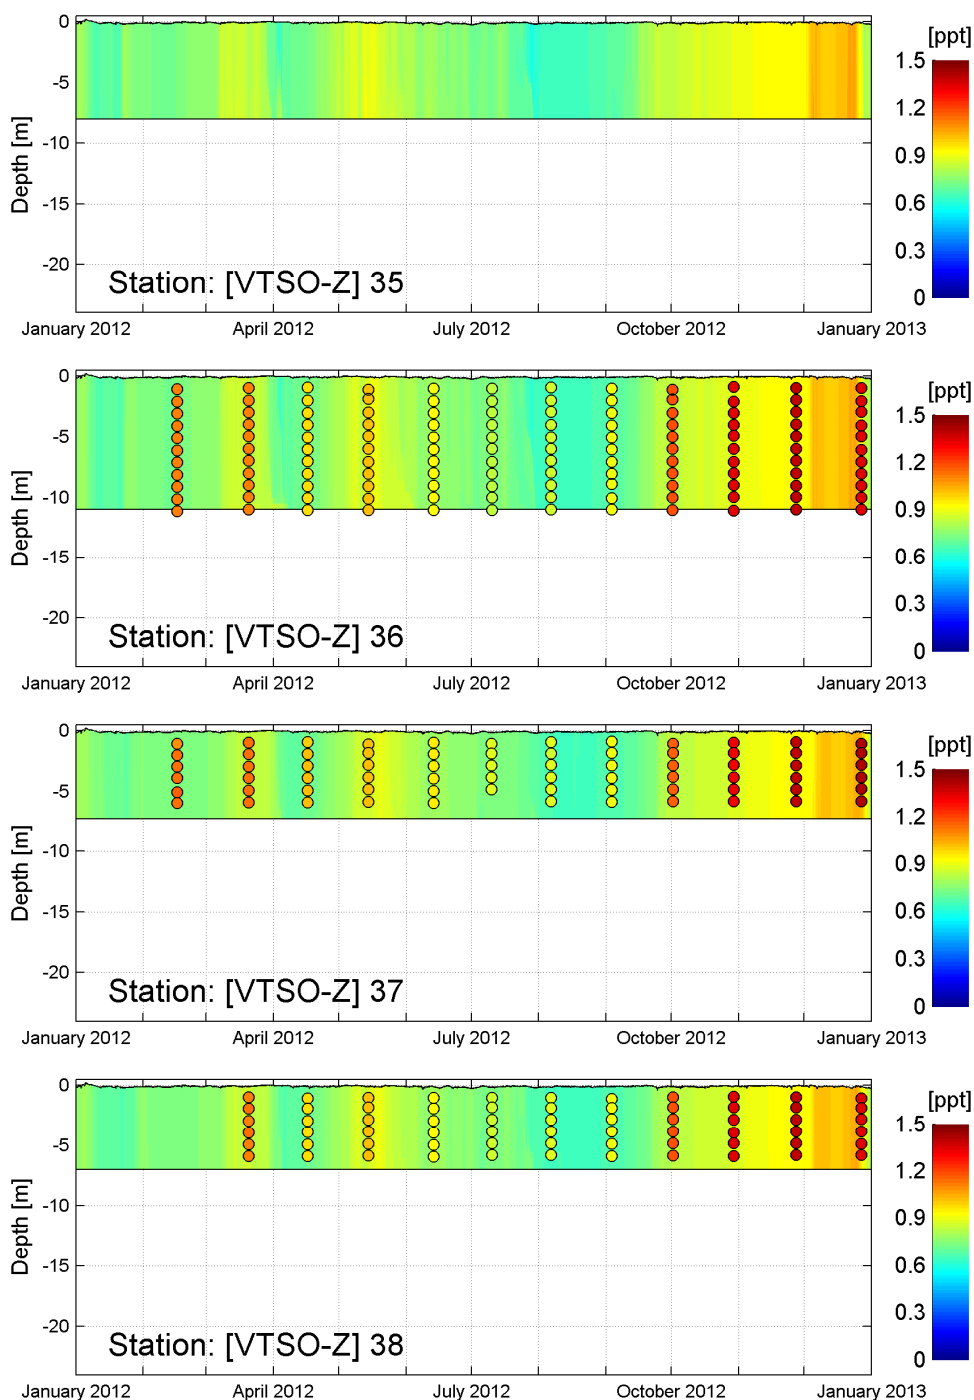 [ppt]
0
-5
-10
-15
-20
Depth [m]
1.5
1.2
0.9
0.6
0.3
0
Station: [VTSO-Z] 35
January 2012 April 2012 July 2012 October 2012 January 2013
[ppt]
0
-5
-10
-15
-20
Depth [m]
1.5
1.2
0.9
0.6
0.3
0
Station: [VTSO-Z] 36
January 2012 April 2012 July 2012 October 2012 January 2013
[ppt]
0
-5
-10
-15
-20
Depth [m]
1.5
1.2
0.9
0.6
0.3
0
Station: [VTSO-Z] 37
January 2012 April 2012 July 2012 October 2012 January 2013
[ppt]
0
-5
-10
-15
-20
Depth [m]
1.5
1.2
0.9
0.6
0.3
0
Station: [VTSO-Z] 38
January 2012 April 2012 July 2012 October 2012 January 2013